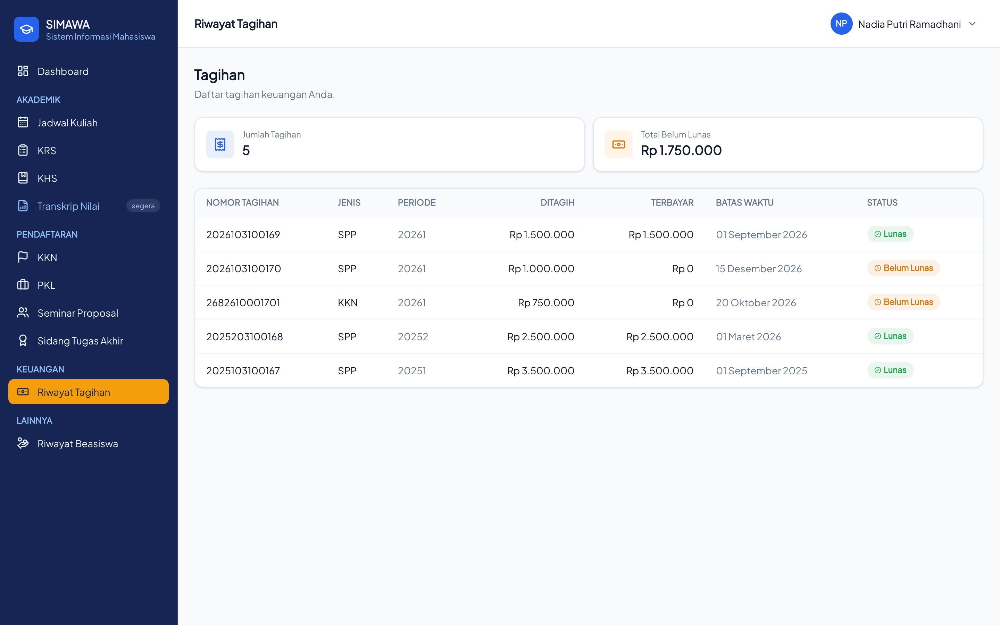 SIMAWA
Sistem Informasi Mahasiswa
Dashboard
AKADEMIK
Jadwal Kuliah
KRS
KHS
Transkrip Nilai segera
PENDAFTARAN
KKN
PKL
Seminar Proposal
Sidang Tugas Akhir
KEUANGAN
Riwayat Tagihan
LAINNYA
Riwayat Beasiswa
Riwayat Tagihan
NP Nadia Putri Ramadhani
Tagihan
Daftar tagihan keuangan Anda.
Jumlah Tagihan
5
Total Belum Lunas
Rp 1.750.000
NOMOR TAGIHAN JENIS PERIODE DITAGIH TERBAYAR BATAS WAKTU STATUS
2026103100169 SPP 20261 Rp 1.500.000 Rp 1.500.000 01 September 2026 Lunas
2026103100170 SPP 20261 Rp 1.000.000 Rp 0 15 Desember 2026 Belum Lunas
2682610001701 KKN 20261 Rp 750.000 Rp 0 20 Oktober 2026 Belum Lunas
2025203100168 SPP 20252 Rp 2.500.000 Rp 2.500.000 01 Maret 2026 Lunas
2025103100167 SPP 20251 Rp 3.500.000 Rp 3.500.000 01 September 2025 Lunas